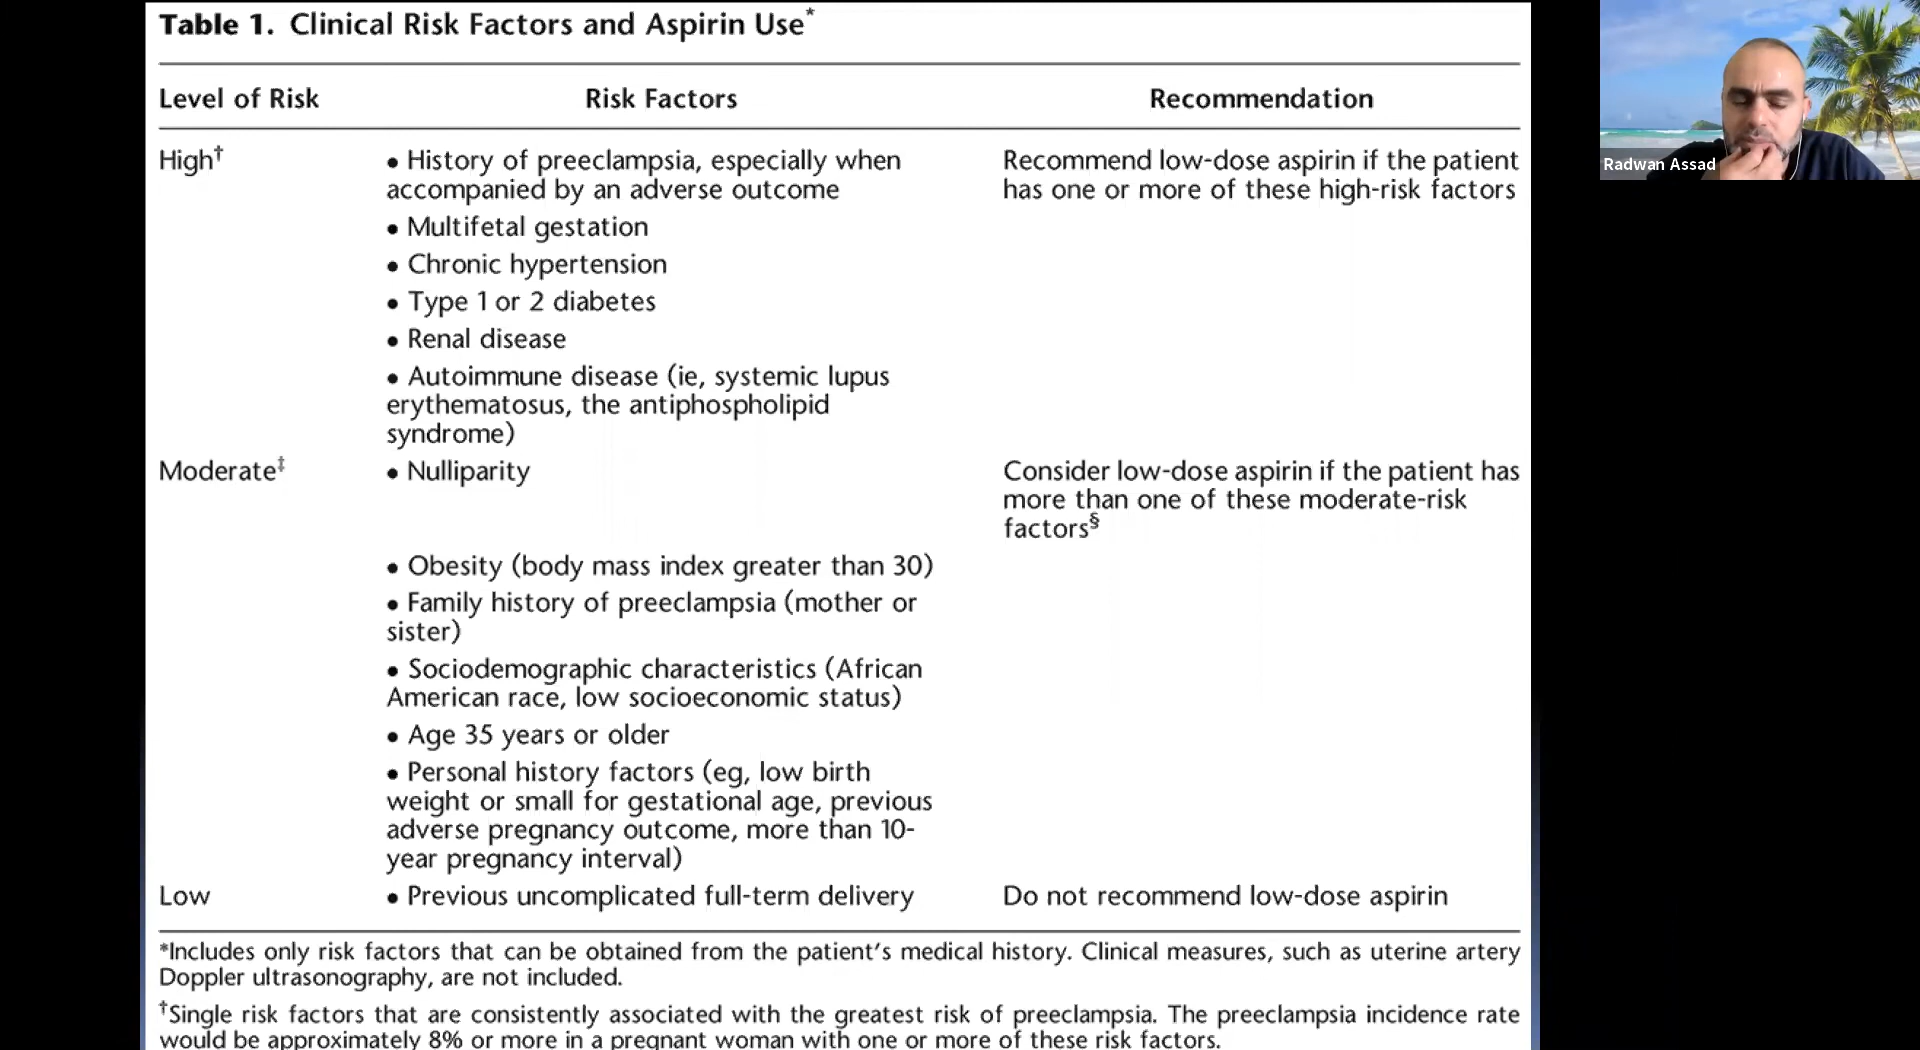 Table 1. Clinical Risk Factors and Aspirin Use*
Level of Risk Risk Factors Recommendation
High† • History of preeclampsia, especially when Recommend low-dose aspirin if the patient
accompanied by an adverse outcome has one or more of these high-risk factors
• Multifetal gestation
• Chronic hypertension
• Type 1 or 2 diabetes
• Renal disease
• Autoimmune disease (ie, systemic lupus
erythematosus, the antiphospholipid
syndrome)
Moderate‡ • Nulliparity Consider low-dose aspirin if the patient has
more than one of these moderate-risk
factors§
• Obesity (body mass index greater than 30)
• Family history of preeclampsia (mother or
sister)
• Sociodemographic characteristics (African
American race, low socioeconomic status)
• Age 35 years or older
• Personal history factors (eg, low birth
weight or small for gestational age, previous
adverse pregnancy outcome, more than 10-
year pregnancy interval)
Low • Previous uncomplicated full-term delivery Do not recommend low-dose aspirin
*Includes only risk factors that can be obtained from the patient's medical history. Clinical measures, such as uterine artery
Doppler ultrasonography, are not included.
†Single risk factors that are consistently associated with the greatest risk of preeclampsia. The preeclampsia incidence rate
would be approximately 8% or more in a pregnant woman with one or more of these risk factors.
Radwan Assad